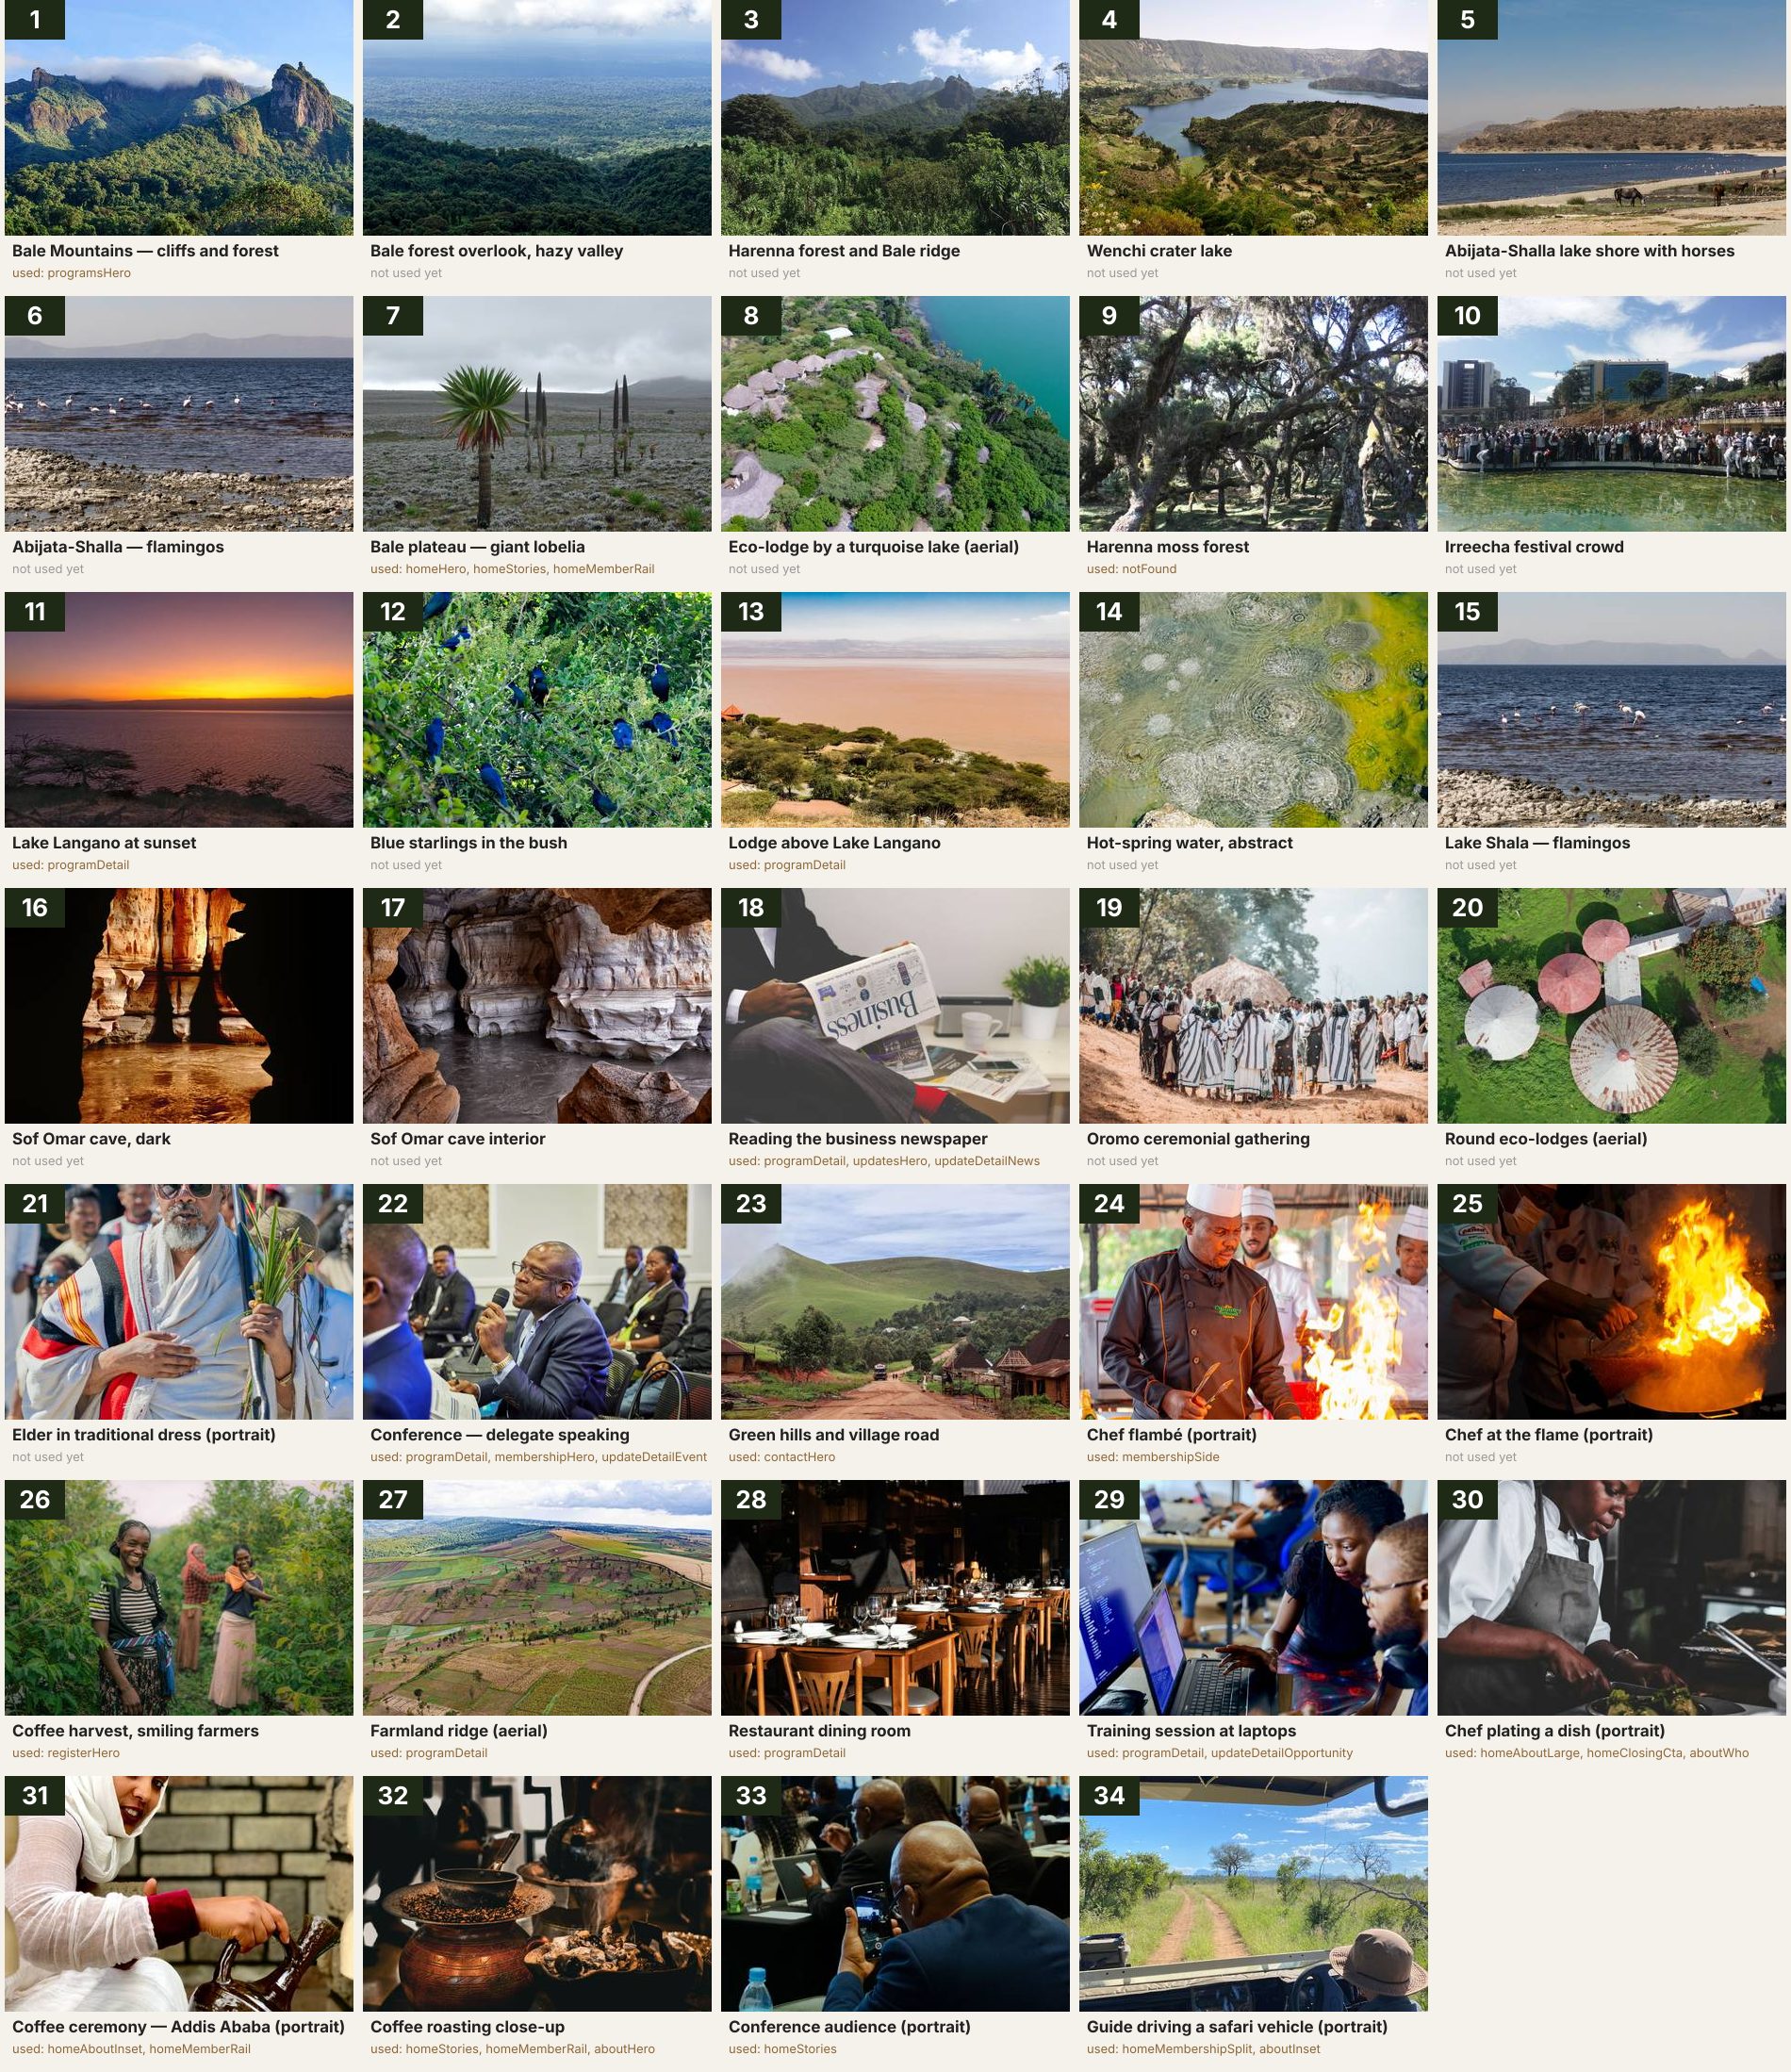 1
2
3
4
5
Bale Mountains — cliffs and forest
used: programsHero
Bale forest overlook, hazy valley
not used yet
Harenna forest and Bale ridge
not used yet
Wenchi crater lake
not used yet
Abijata-Shalla lake shore with horses
not used yet
6
7
8
9
10
Abijata-Shalla — flamingos
not used yet
Bale plateau — giant lobelia
used: homeHero, homeStories, homeMemberRail
Eco-lodge by a turquoise lake (aerial)
not used yet
Harenna moss forest
used: notFound
Irreecha festival crowd
not used yet
11
12
13
14
15
Lake Langano at sunset
used: programDetail
Blue starlings in the bush
not used yet
Lodge above Lake Langano
used: programDetail
Hot-spring water, abstract
not used yet
Lake Shala — flamingos
not used yet
16
17
18
19
20
Business
Sof Omar cave, dark
not used yet
Sof Omar cave interior
not used yet
Reading the business newspaper
used: programDetail, updatesHero, updateDetailNews
Oromo ceremonial gathering
not used yet
Round eco-lodges (aerial)
not used yet
21
22
23
24
25
Elder in traditional dress (portrait)
not used yet
Conference — delegate speaking
used: programDetail, membershipHero, updateDetailEvent
Green hills and village road
used: contactHero
Chef flambé (portrait)
used: membershipSide
Chef at the flame (portrait)
not used yet
26
27
28
29
30
Coffee harvest, smiling farmers
used: registerHero
Farmland ridge (aerial)
used: programDetail
Restaurant dining room
used: programDetail
Training session at laptops
used: programDetail, updateDetailOpportunity
Chef plating a dish (portrait)
used: homeAboutLarge, homeClosingCta, aboutWho
31
32
33
34
Coffee ceremony — Addis Ababa (portrait)
used: homeAboutInset, homeMemberRail
Coffee roasting close-up
used: homeStories, homeMemberRail, aboutHero
Conference audience (portrait)
used: homeStories
Guide driving a safari vehicle (portrait)
used: homeMembershipSplit, aboutInset